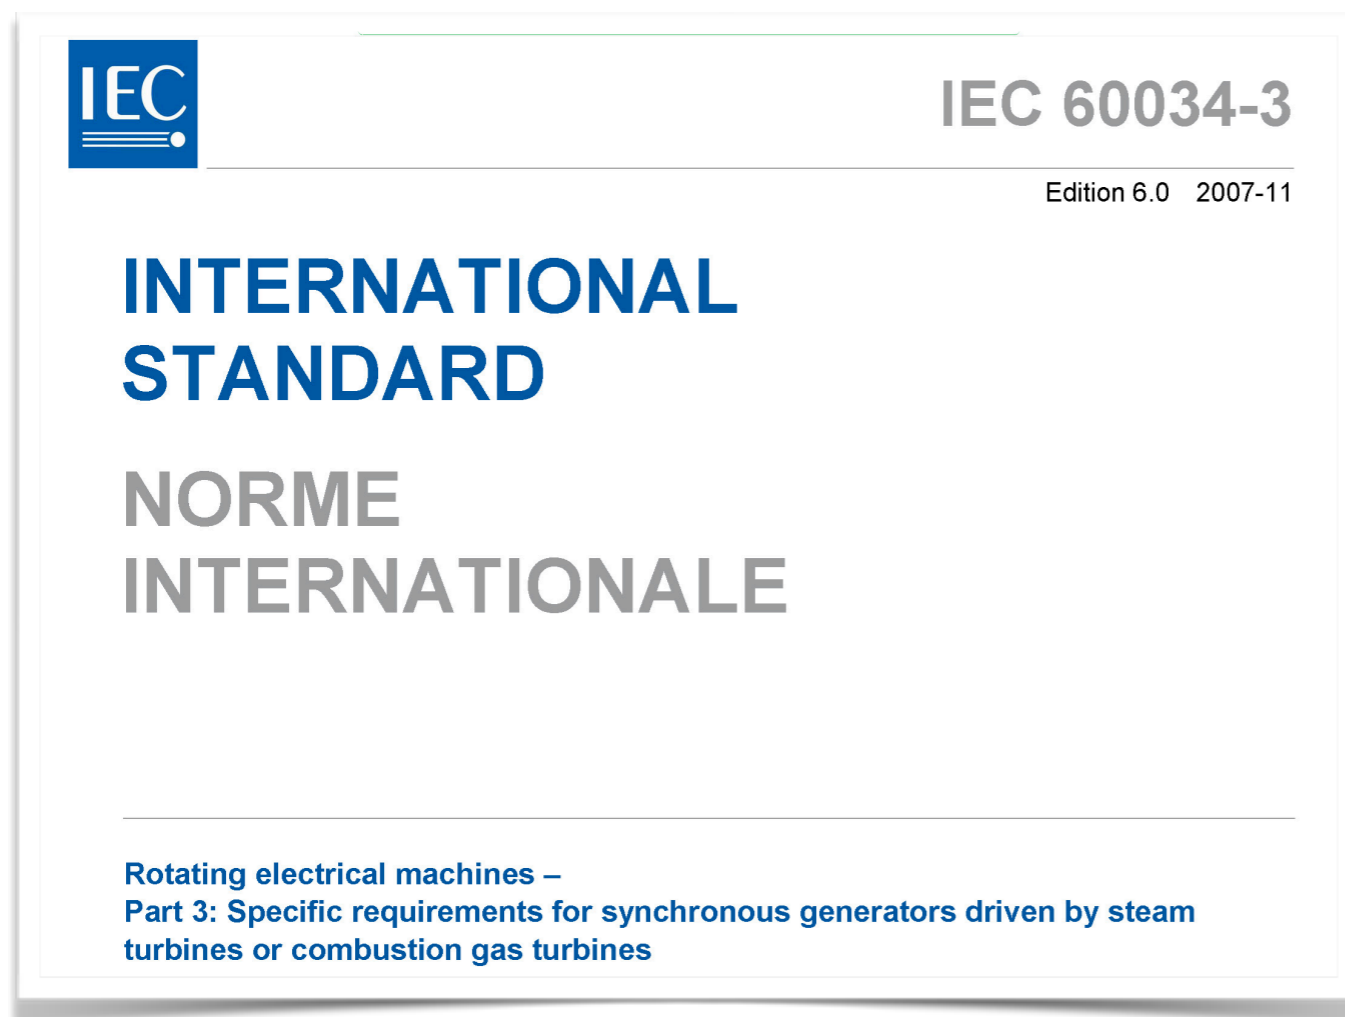 IEC
IEC 60034-3
Edition 6.0 2007-11
INTERNATIONAL
STANDARD
NORME
INTERNATIONALE
Rotating electrical machines –
Part 3: Specific requirements for synchronous generators driven by steam
turbines or combustion gas turbines